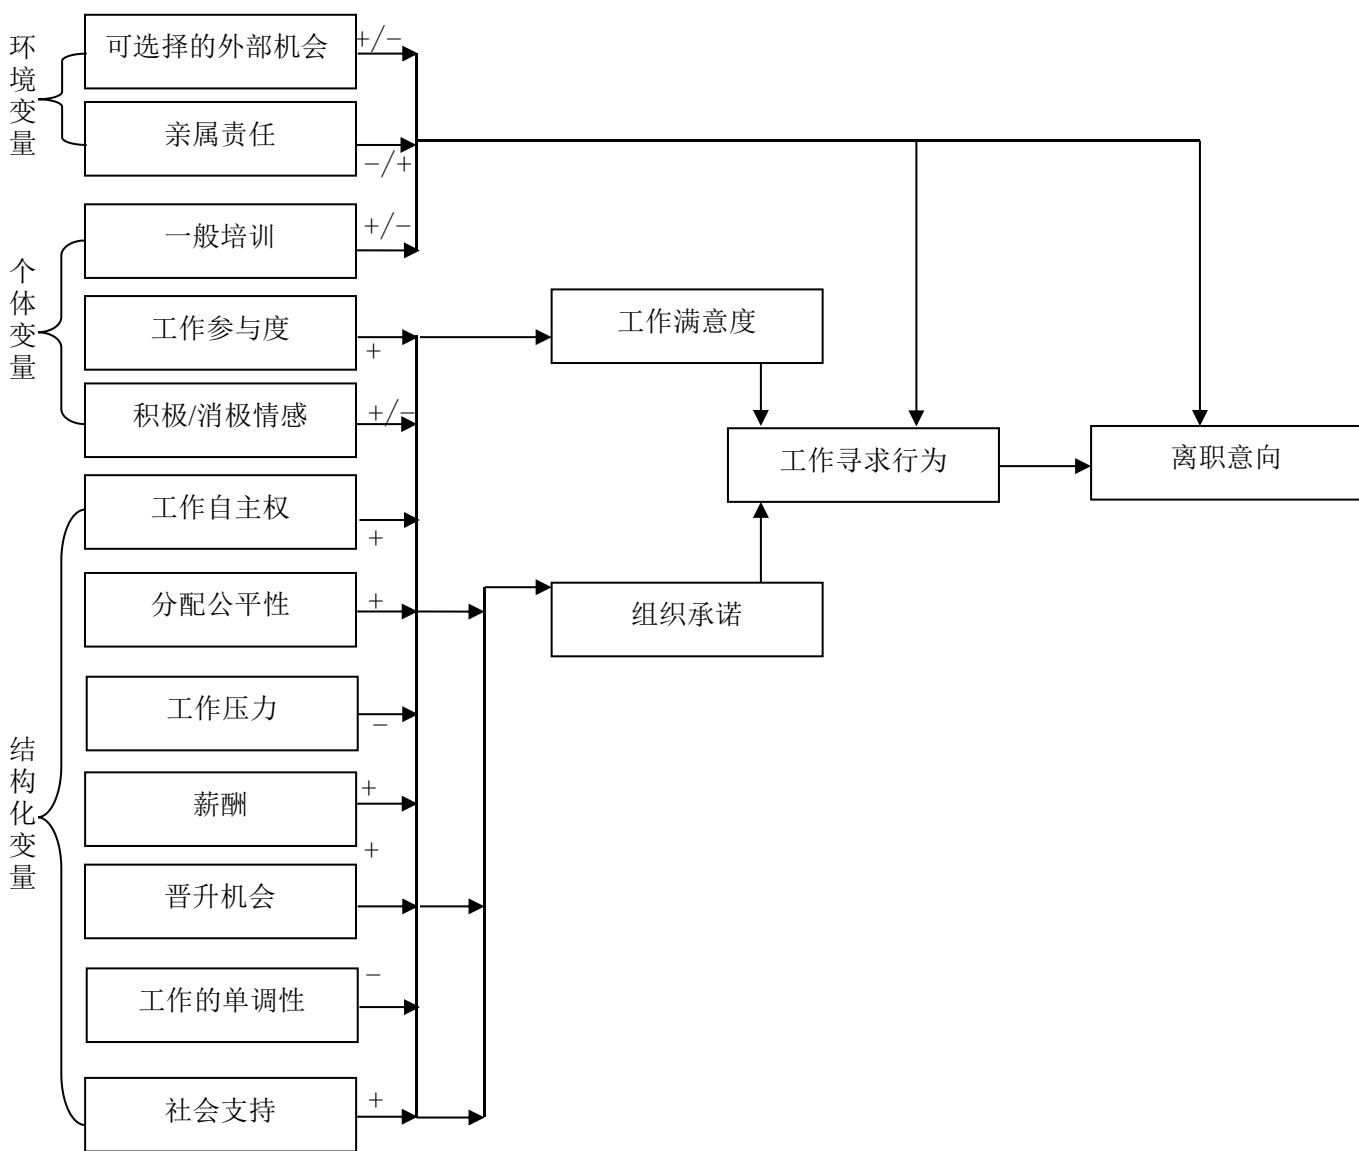 环境变量
可选择的外部机会
+/−
亲属责任
−/+
个体变量
一般培训
+/−
工作参与度
+
积极/消极情感
+/−
结构化变量
工作自主权
+
分配公平性
+
工作压力
−
薪酬
+
+
晋升机会
工作的单调性
−
社会支持
+
工作满意度
组织承诺
工作寻求行为
离职意向